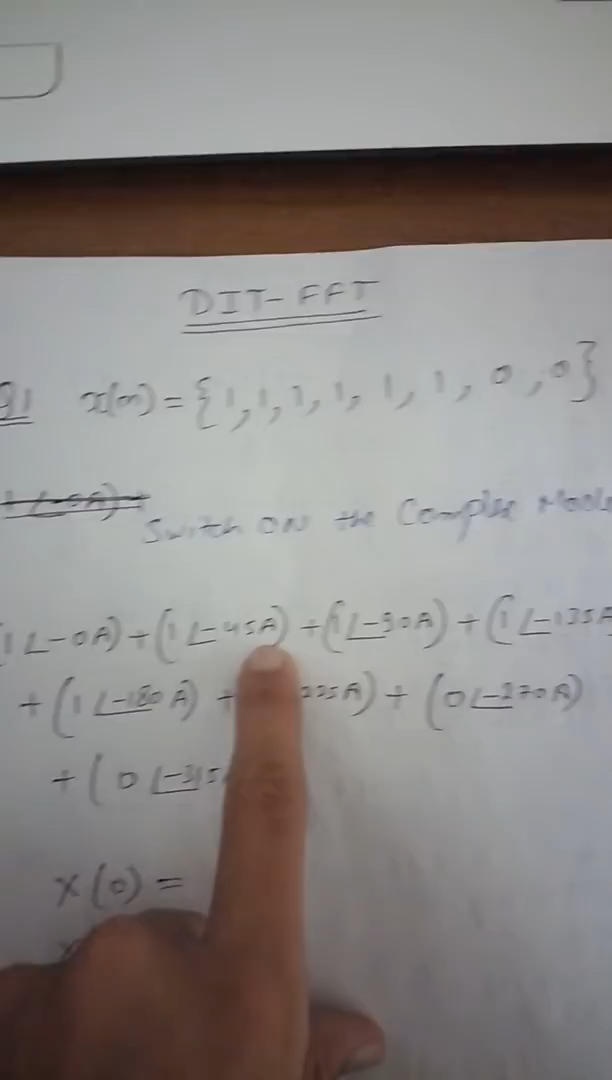 DIT-FFT
Q1 x(n) = {1, 1, 1, 1, 1, 1, 0, 0}
Switch ON the Complex Mode
(1∠-0A) + (1∠-45A) + (1∠-90A) + (1∠-135A
+ (1∠-180A) + 225A) + (0∠-270A)
+ (0∠-315
X(0) =